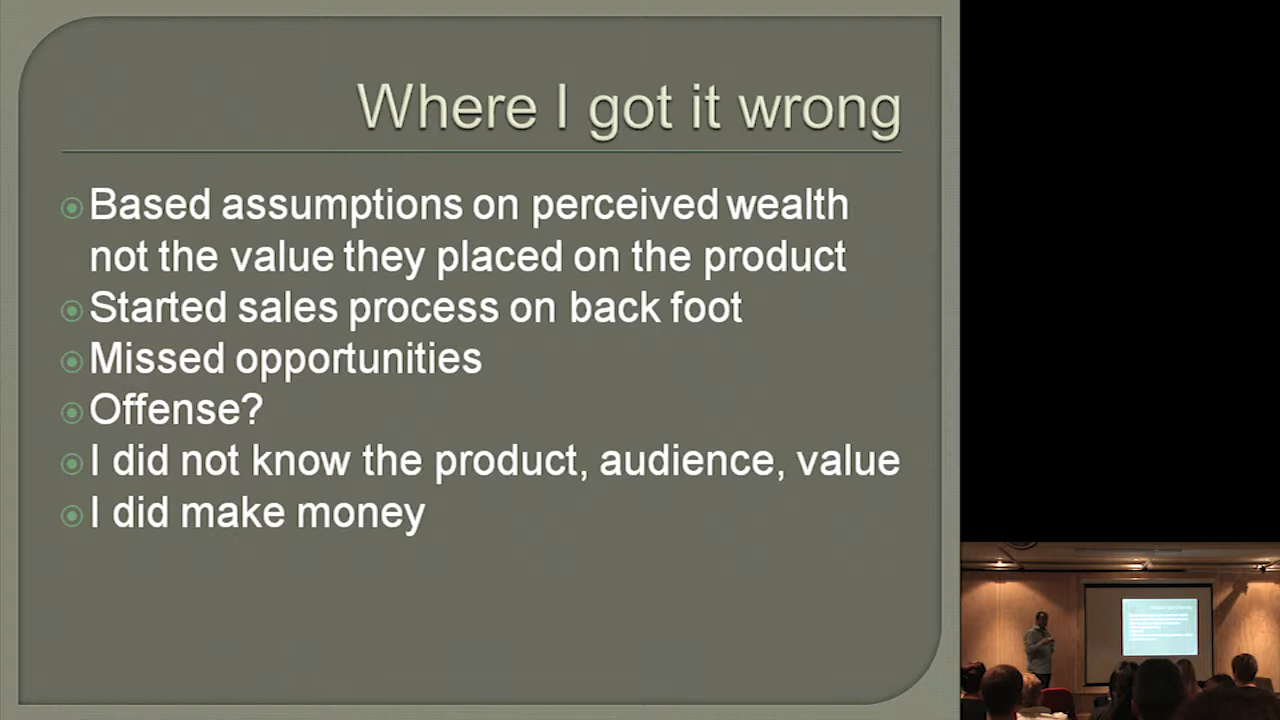 Where I got it wrong
Based assumptions on perceived wealth
not the value they placed on the product
Started sales process on back foot
Missed opportunities
Offense?
I did not know the product, audience, value
I did make money